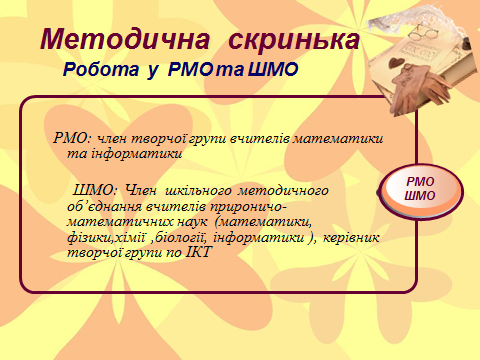 Методична скринька
Робота у РМО та ШМО
РМО: член творчої групи вчителів математики
та інформатики
ШМО: Член шкільного методичного
об’єднання вчителів прироничо-
математичних наук (математики,
фізики,хімії ,біології, інформатики ), керівник
творчої групи по ІКТ
РМО
ШМО